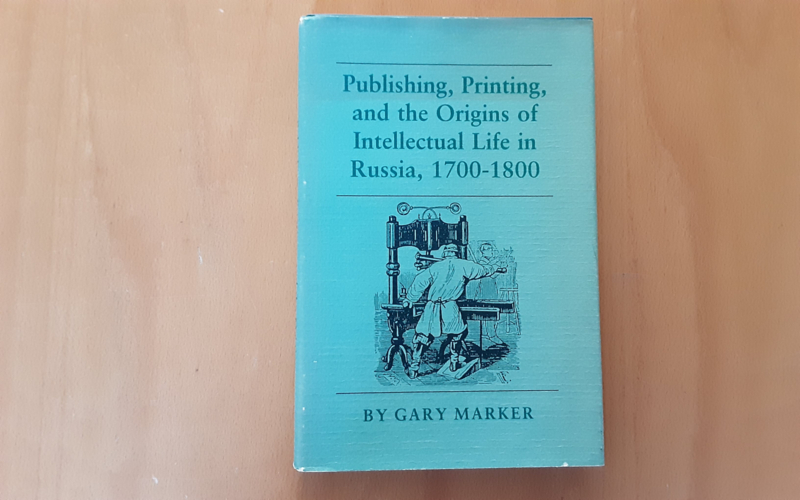 Publishing, Printing,
and the Origins of
Intellectual Life in
Russia, 1700-1800
BY GARY MARKER